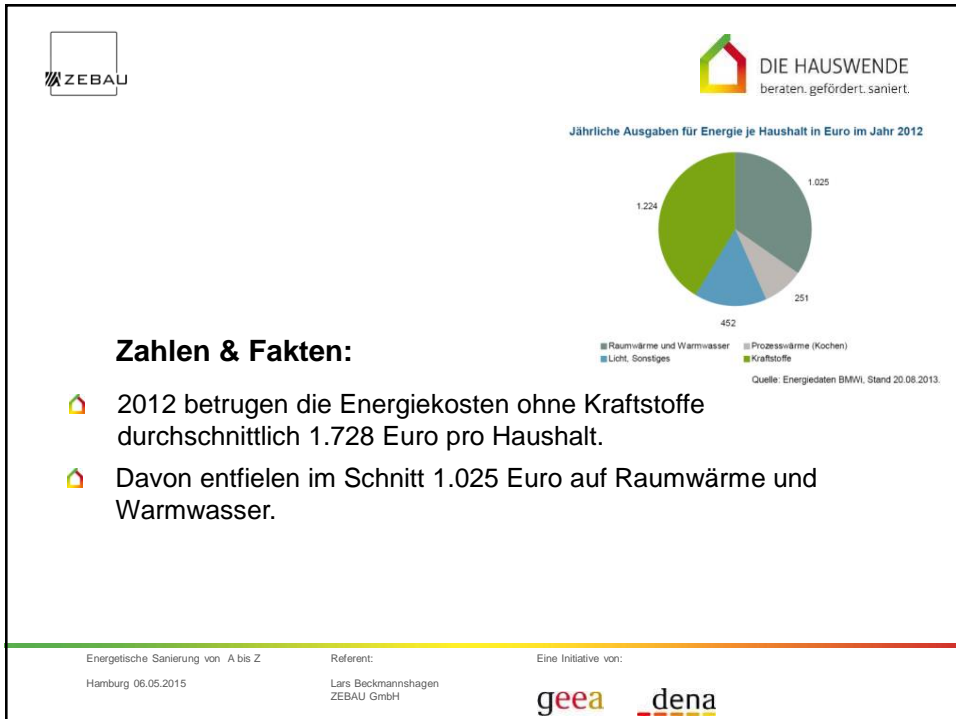 ZEBAU
DIE HAUSWENDE
beraten. gefördert. saniert.
Jährliche Ausgaben für Energie je Haushalt in Euro im Jahr 2012
1.025
1.224
251
452
Raumwärme und Warmwasser Prozesswärme (Kochen)
Licht, Sonstiges Kraftstoffe
Quelle: Energiedaten BMWi, Stand 20.08.2013.
Zahlen & Fakten:
2012 betrugen die Energiekosten ohne Kraftstoffe
durchschnittlich 1.728 Euro pro Haushalt.
Davon entfielen im Schnitt 1.025 Euro auf Raumwärme und
Warmwasser.
Energetische Sanierung von A bis Z
Hamburg 06.05.2015
Referent:
Lars Beckmannshagen
ZEBAU GmbH
Eine Initiative von:
geea _dena